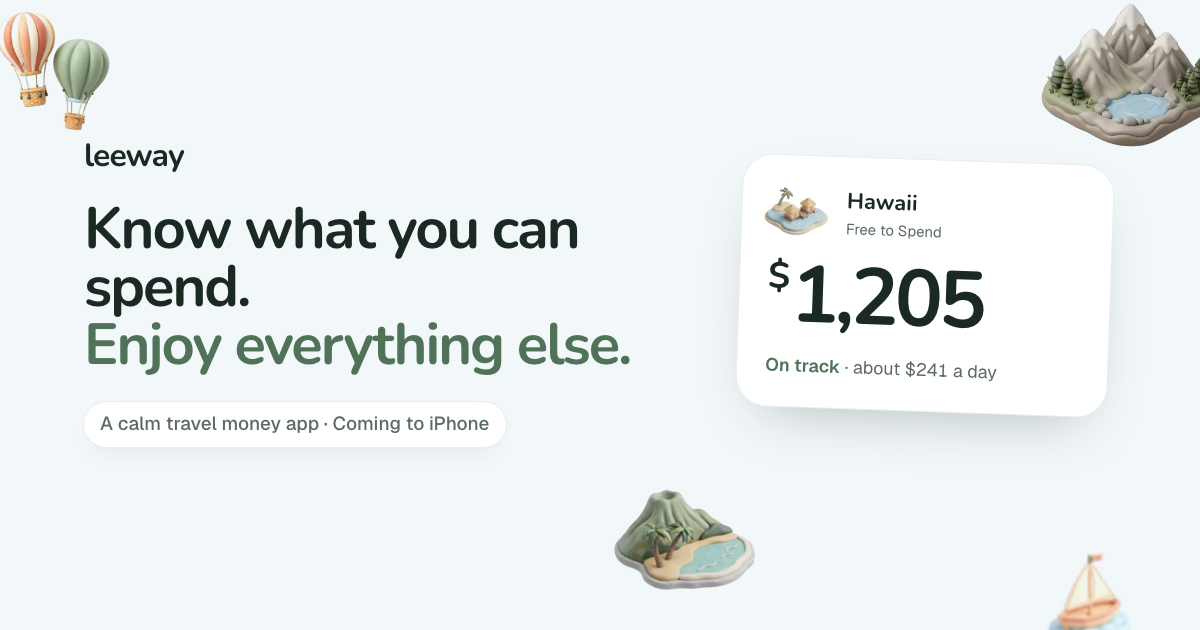 leeway
Know what you can
spend.
Enjoy everything else.
A calm travel money app · Coming to iPhone
Hawaii
Free to Spend
$1,205
On track · about $241 a day